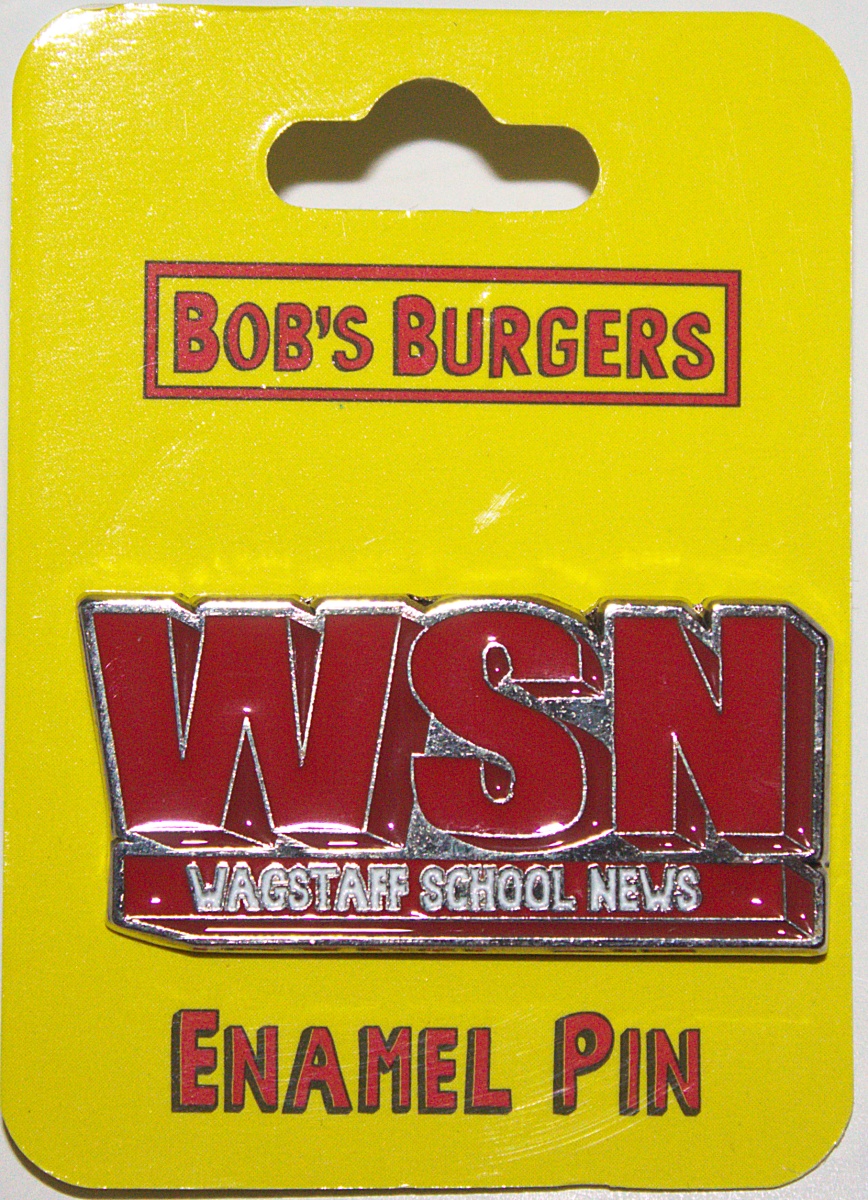 BOB'S BURGERS
WSN
WAGSTAFF SCHOOL NEWS
ENAMEL PIN